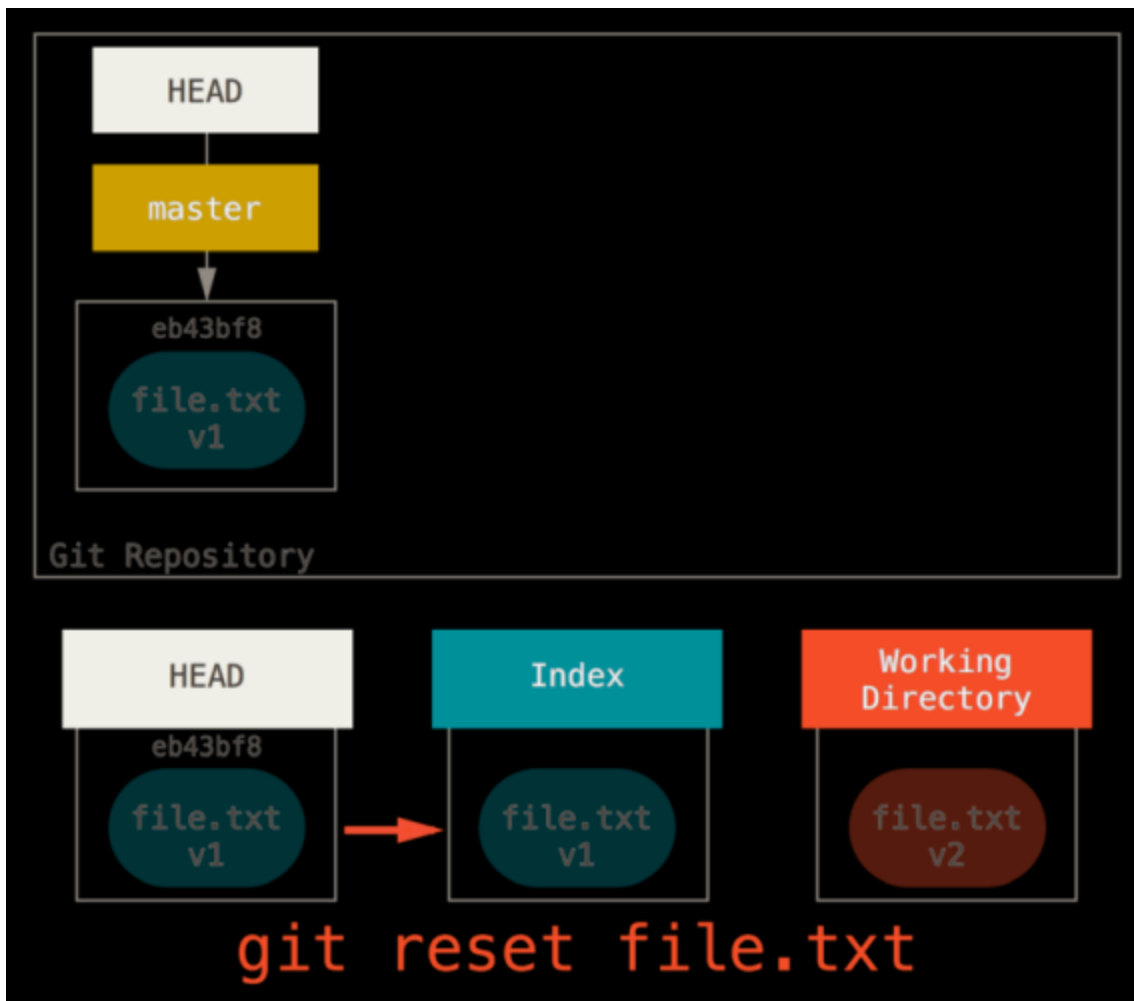 HEAD
master
eb43bf8
file.txt
v1
Git Repository
HEAD
Index
Working
Directory
eb43bf8
file.txt
v1
file.txt
v1
file.txt
v2
git reset file.txt